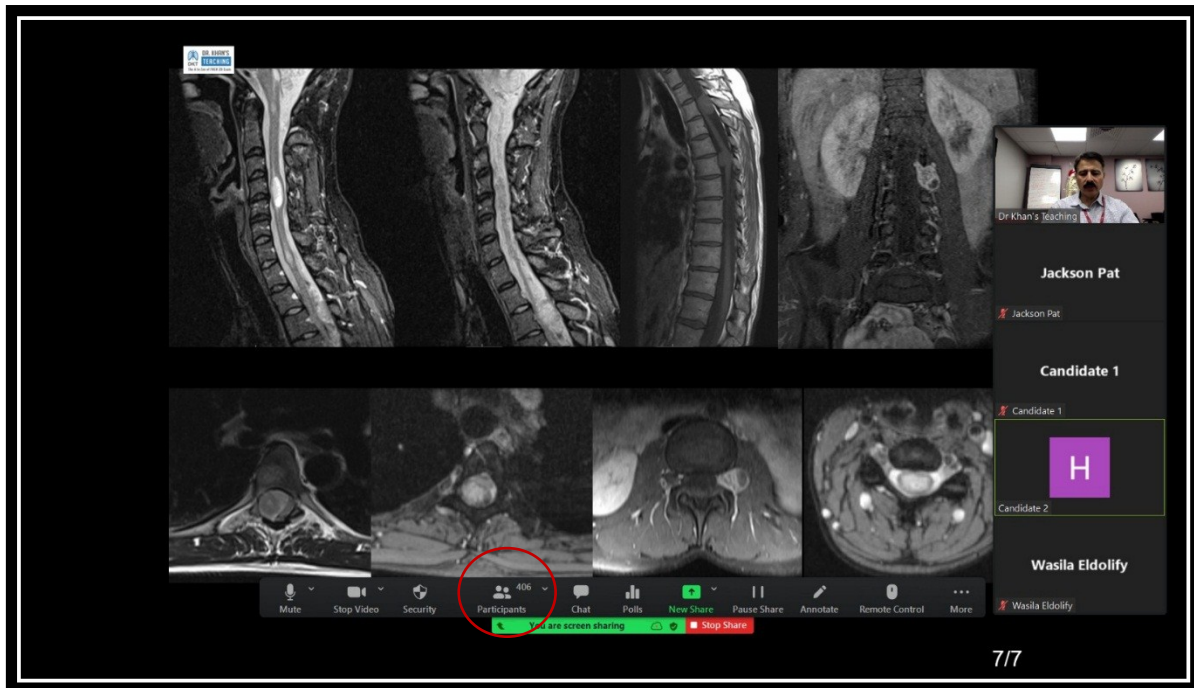 DR. KHAN'S
TEACHING
DKT
Dr Khan's Teaching
Jackson Pat
Jackson Pat
Candidate 1
Candidate 1
H
Candidate 2
Wasila Eldolify
Wasila Eldolify
406
Mute
Stop Video
Security
Participants
Chat
Polls
New Share
Pause Share
Annotate
Remote Control
More
You are screen sharing
Stop Share
7/7